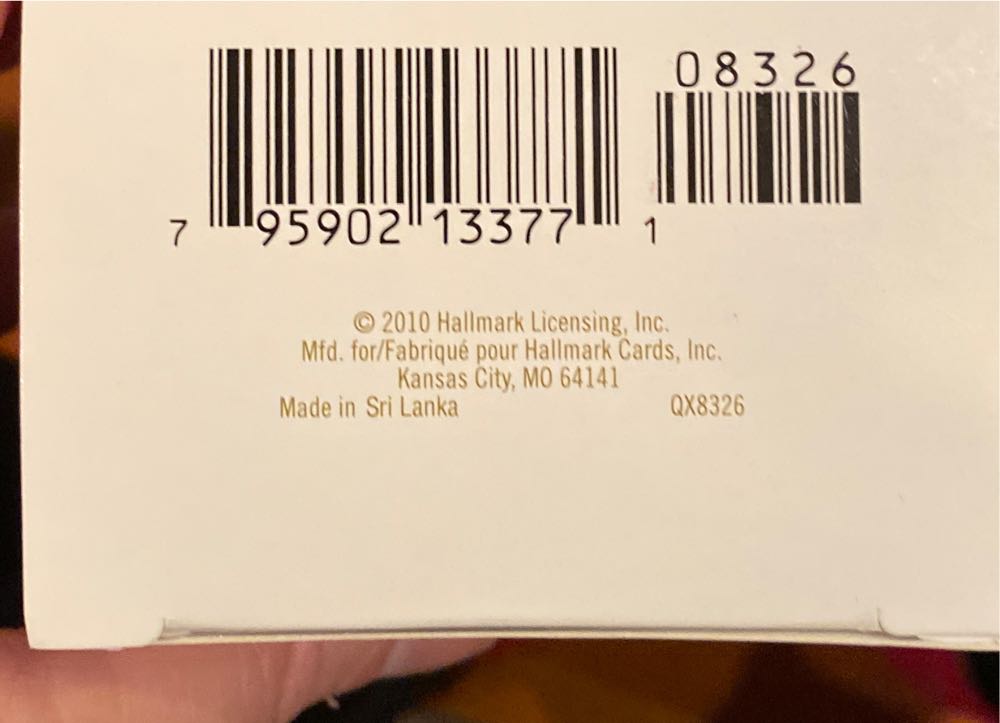 08326
7 95902 13377 1
© 2010 Hallmark Licensing, Inc.
Mfd. for/Fabriqué pour Hallmark Cards, Inc.
Kansas City, MO 64141
Made in Sri Lanka QX8326